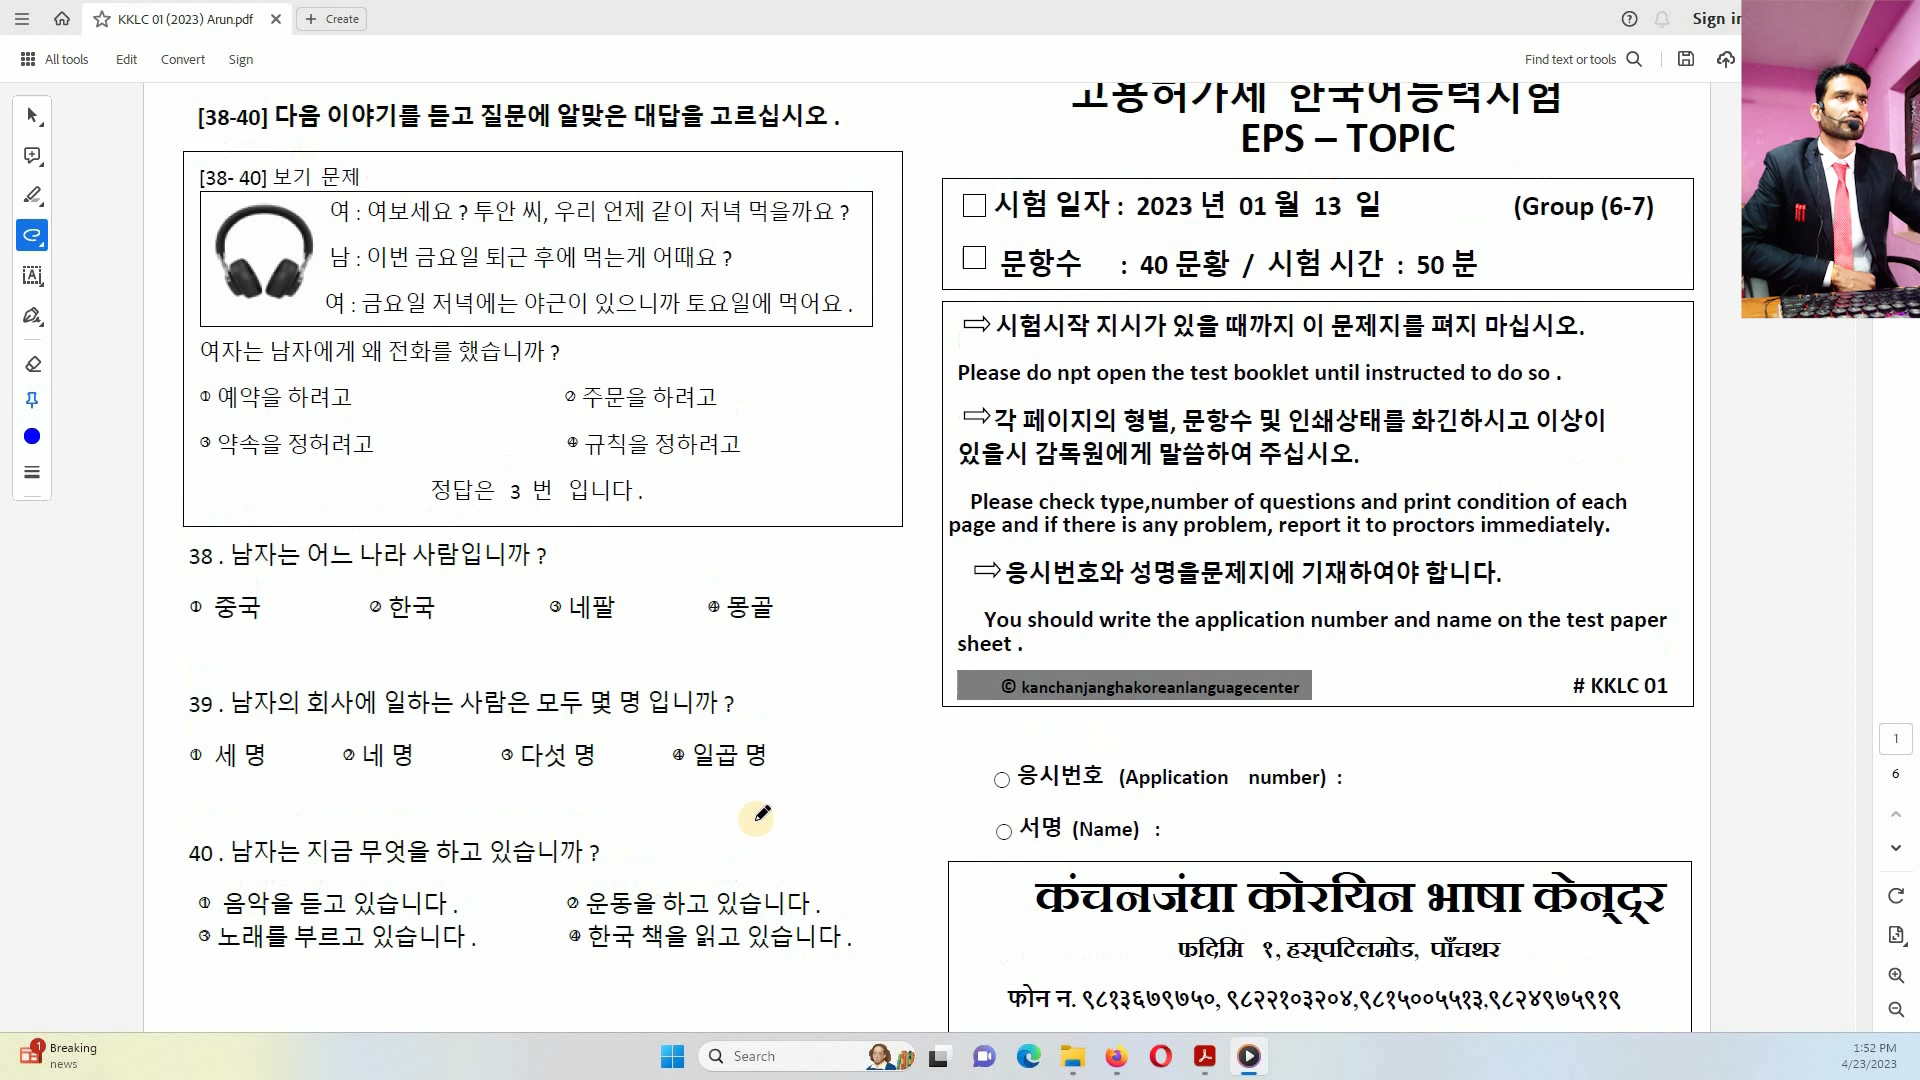 KKLC 01 (2023) Arun.pdf
Create
Sign in
All tools
Edit
Convert
Sign
Find text or tools
[38-40] 다음 이야기를 듣고 질문에 알맞은 대답을 고르십시오 .
[38- 40] 보기 문제
여 : 여보세요 ? 투안 씨, 우리 언제 같이 저녁 먹을까요 ?
남 : 이번 금요일 퇴근 후에 먹는게 어때요 ?
여 : 금요일 저녁에는 야근이 있으니까 토요일에 먹어요 .
여자는 남자에게 왜 전화를 했습니까 ?
① 예약을 하려고 ② 주문을 하려고
③ 약속을 정허려고 ④ 규칙을 정하려고
정답은 3 번 입니다 .
38 . 남자는 어느 나라 사람입니까 ?
① 중국 ② 한국 ③ 네팔 ④ 몽골
39 . 남자의 회사에 일하는 사람은 모두 몇 명 입니까 ?
① 세 명 ② 네 명 ③ 다섯 명 ④ 일곱 명
40 . 남자는 지금 무엇을 하고 있습니까 ?
① 음악을 듣고 있습니다 . ② 운동을 하고 있습니다 .
③ 노래를 부르고 있습니다 . ④ 한국 책을 읽고 있습니다 .
고용허가제 한국어능력시험
EPS – TOPIC
시험 일자 : 2023 년 01 월 13 일 (Group (6-7)
문항수 : 40 문황 / 시험 시간 : 50 분
⇨ 시험시작 지시가 있을 때까지 이 문제지를 펴지 마십시오.
Please do npt open the test booklet until instructed to do so .
⇨ 각 페이지의 형별, 문항수 및 인쇄상태를 화긴하시고 이상이
있을시 감독원에게 말씀하여 주십시오.
Please check type,number of questions and print condition of each
page and if there is any problem, report it to proctors immediately.
⇨ 응시번호와 성명을문제지에 기재하여야 합니다.
You should write the application number and name on the test paper
sheet .
© kanchanjanghakoreanlanguagecenter
# KKLC 01
응시번호 (Application number) :
서명 (Name) :
कंचनजंघा कोरयिन भाषा केन्द्र
फदिमि १, हस्पटिलमोड, पाँचथर
फोन न. ९८१३६७९७५०, ९८२२१०३२०४,९८१५००५५१३,९८२४९७५९१९
1
6
1
Breaking
news
Search
1:52 PM
4/23/2023